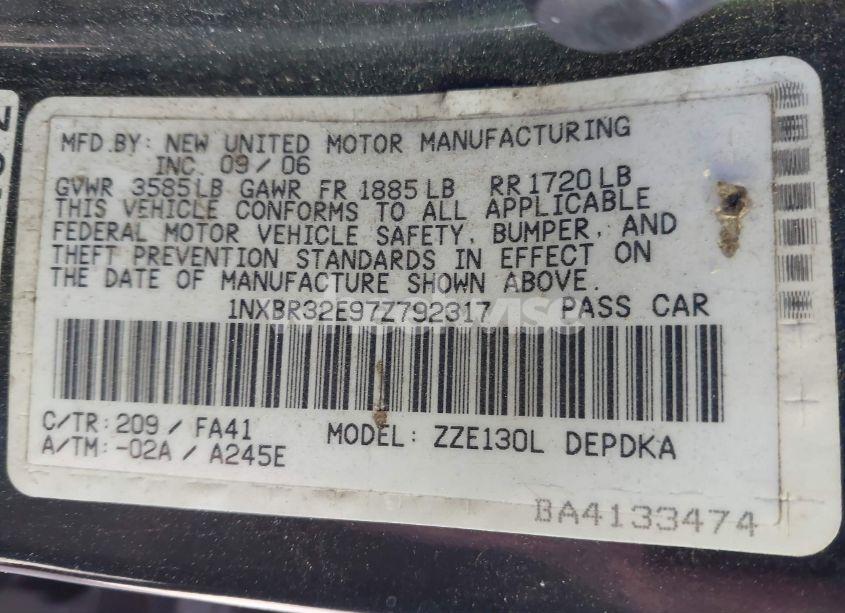 MFD.BY: NEW UNITED MOTOR MANUFACTURING
INC. 09/06
GVWR 3585LB GAWR FR 1885LB RR1720LB
THIS VEHICLE CONFORMS TO ALL APPLICABLE
FEDERAL MOTOR VEHICLE SAFETY, BUMPER, AND
THEFT PREVENTION STANDARDS IN EFFECT ON
THE DATE OF MANUFACTURE SHOWN ABOVE.
1NXBR32E97Z792317 PASS CAR
C/TR: 209 / FA41
A/TM: -02A / A245E
MODEL: ZZE130L DEPDKA
BA4133474